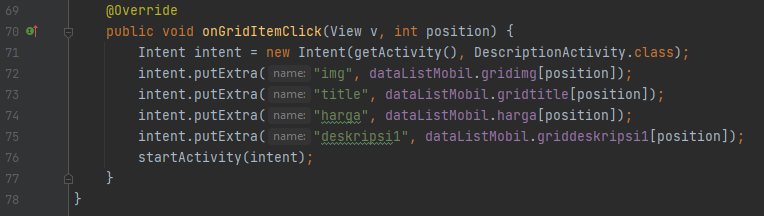 69 @Override
70 public void onGridItemClick(View v, int position) {
71 Intent intent = new Intent(getActivity(), DescriptionActivity.class);
72 intent.putExtra( name: "img", dataListMobil.gridimg[position]);
73 intent.putExtra( name: "title", dataListMobil.gridtitle[position]);
74 intent.putExtra( name: "harga", dataListMobil.harga[position]);
75 intent.putExtra( name: "deskripsi1", dataListMobil.griddeskripsi1[position]);
76 startActivity(intent);
77 }
78 }